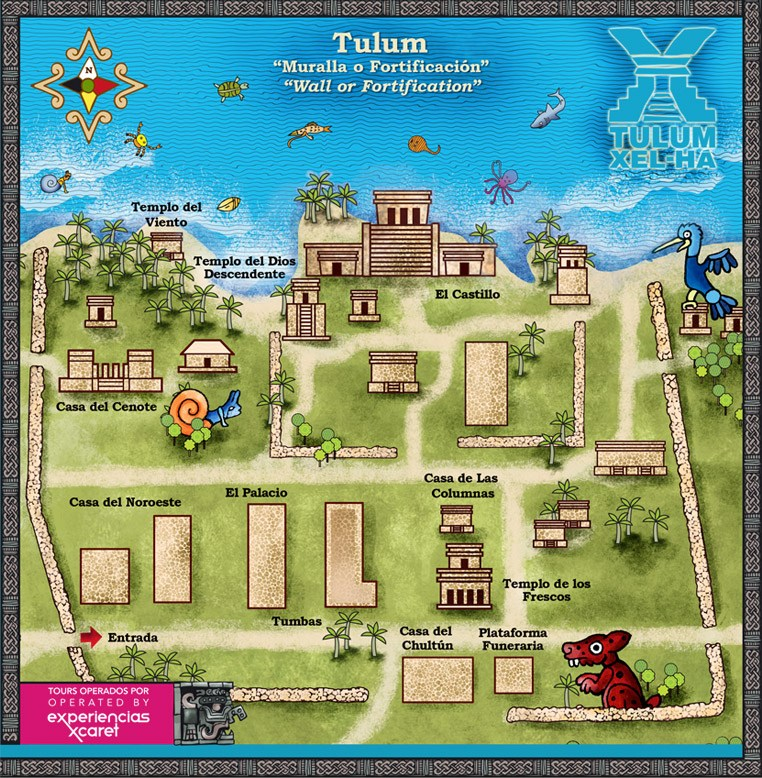 Tulum
"Muralla o Fortificación"
"Wall or Fortification"
N
TULUM
XEL-HA
Templo del
Viento
Templo del Dios
Descendente
El Castillo
Casa del Cenote
Casa de Las
Columnas
El Palacio
Casa del Noroeste
Templo de los
Frescos
Tumbas
Entrada
Casa del
Chultún
Plataforma
Funeraria
TOURS OPERADOS POR
OPERATED BY
experiencias
xcaret